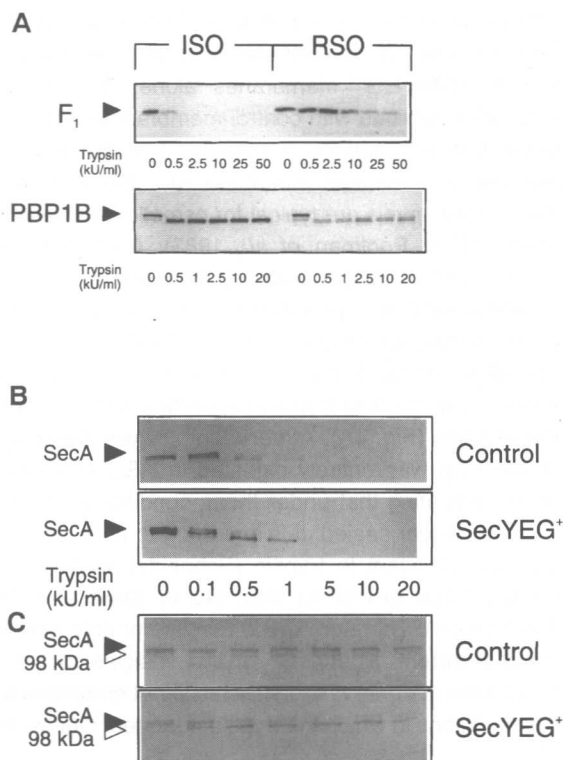 A
ISO RSO
F1
Trypsin
(kU/ml) 0 0.5 2.5 10 25 50 0 0.5 2.5 10 25 50
PBP1B
Trypsin
(kU/ml) 0 0.5 1 2.5 10 20 0 0.5 1 2.5 10 20
B
SecA Control
SecA SecYEG+
Trypsin
(kU/ml) 0 0.1 0.5 1 5 10 20
C
SecA
98 kDa Control
SecA
98 kDa SecYEG+